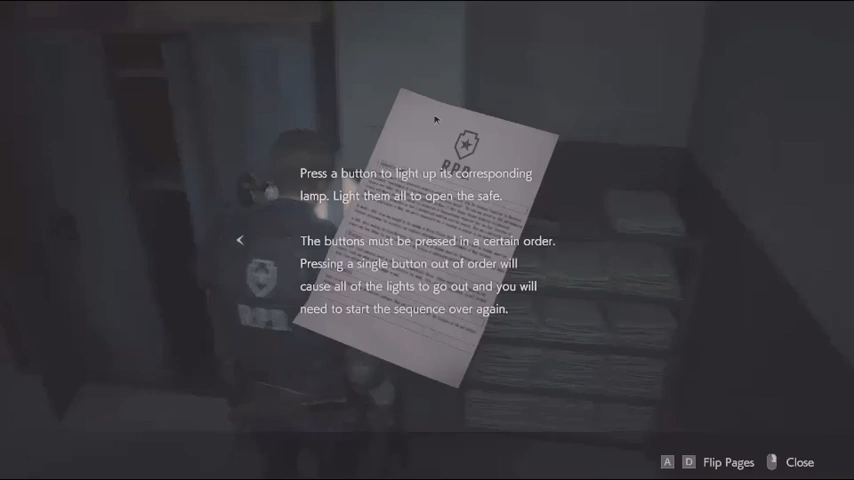 Press a button to light up its corresponding
lamp. Light them all to open the safe.
The buttons must be pressed in a certain order.
Pressing a single button out of order will
cause all of the lights to go out and you will
need to start the sequence over again.
A D Flip Pages Close